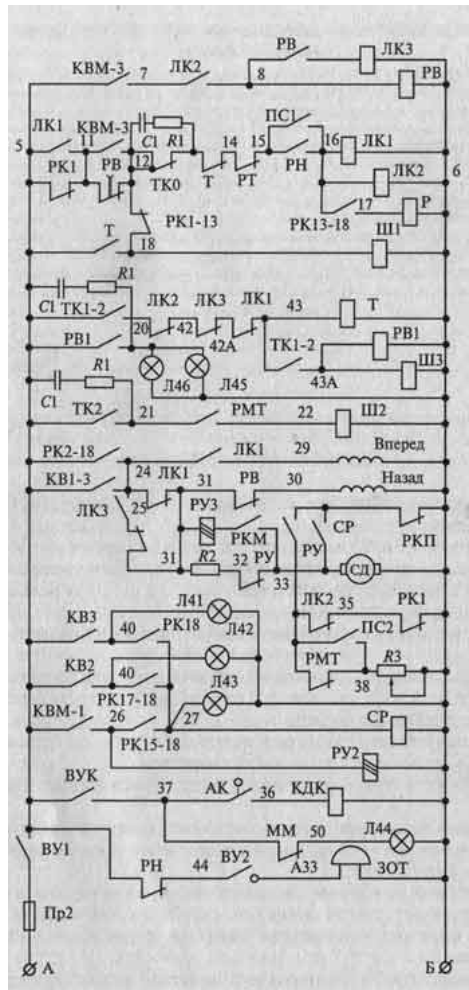 РВ ЛК3
КВМ-3 7 ЛК2 8 РВ
ПС1
ЛК1 11 КВМ-3 C1 R1 14 15 16 ЛК1
5 12 РН
РК1 РВ ТК0 Т РТ ЛК2 6
17 Р
РК1-13 РК13-18
Т 18 Ш1
R1
C1 ЛК2 ЛК3 ЛК1 43 Т
ТК1-2 20 42
РВ1 42А ТК1-2 РВ1
R1 Л46 Л45 43А Ш3
C1
ТК2 21 РМТ 22 Ш2
РК2-18 ЛК1 29 Вперед
24
КВ1-3 ЛК1 31 РВ 30 Назад
ЛК3 25 РУ3 СР
РКМ РУ РКП
31 R2 32 РУ 33 СД
Л41 ЛК2 35 РК1
КВ3 40 РК18 Л42 ПС2
КВ2 40 Л43 РМТ R3
РК17-18 38
КВМ-1 26 27 СР
РК15-18
РУ2
ВУК 37 АК 36 КДК
ММ 50 Л44
ВУ1 РН 44 ВУ2 А33 ЗОТ
Пр2
А Б